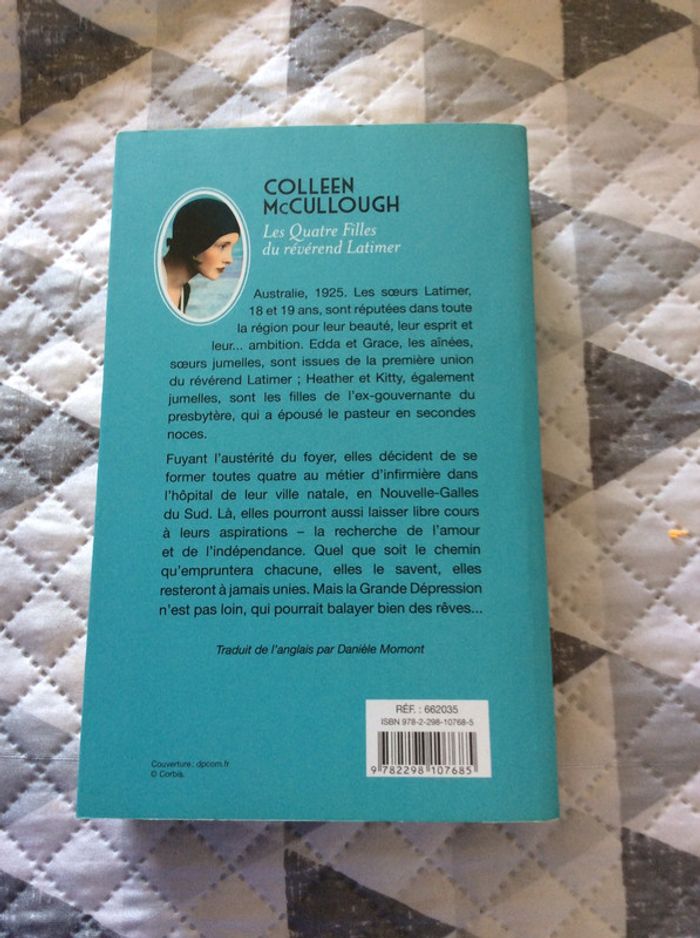 COLLEEN
McCULLOUGH
Les Quatre Filles
du révérend Latimer
Australie, 1925. Les sœurs Latimer,
18 et 19 ans, sont réputées dans toute
la région pour leur beauté, leur esprit et
leur... ambition. Edda et Grace, les aînées,
sœurs jumelles, sont issues de la première union
du révérend Latimer ; Heather et Kitty, également
jumelles, sont les filles de l'ex-gouvernante du
presbytère, qui a épousé le pasteur en secondes
noces.
Fuyant l'austérité du foyer, elles décident de se
former toutes quatre au métier d'infirmière dans
l'hôpital de leur ville natale, en Nouvelle-Galles
du Sud. Là, elles pourront aussi laisser libre cours
à leurs aspirations – la recherche de l'amour
et de l'indépendance. Quel que soit le chemin
qu'empruntera chacune, elles le savent, elles
resteront à jamais unies. Mais la Grande Dépression
n'est pas loin, qui pourrait balayer bien des rêves...
Traduit de l'anglais par Danièle Momont
RÉF. : 662035
ISBN 978-2-298-10768-5
9 782298 107685
Couverture : dpcom.fr
© Corbis.